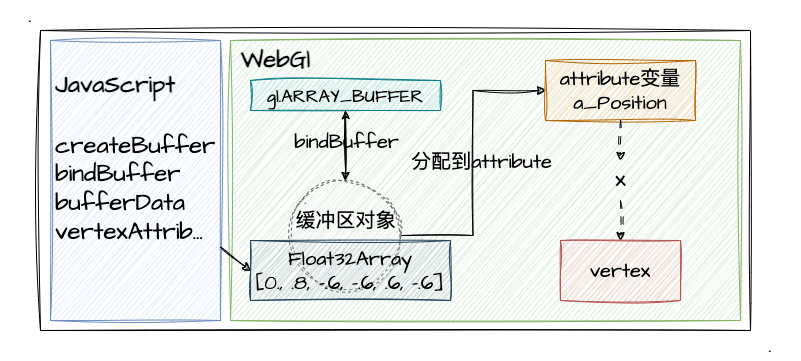 JavaScript
createBuffer
bindBuffer
bufferData
vertexAttrib...
WebGl
gl.ARRAY_BUFFER
bindBuffer
缓冲区对象
Float32Array
[0., .8, -.6, -.6, .6, -.6]
分配到attribute
attribute变量
a_Position
x
vertex